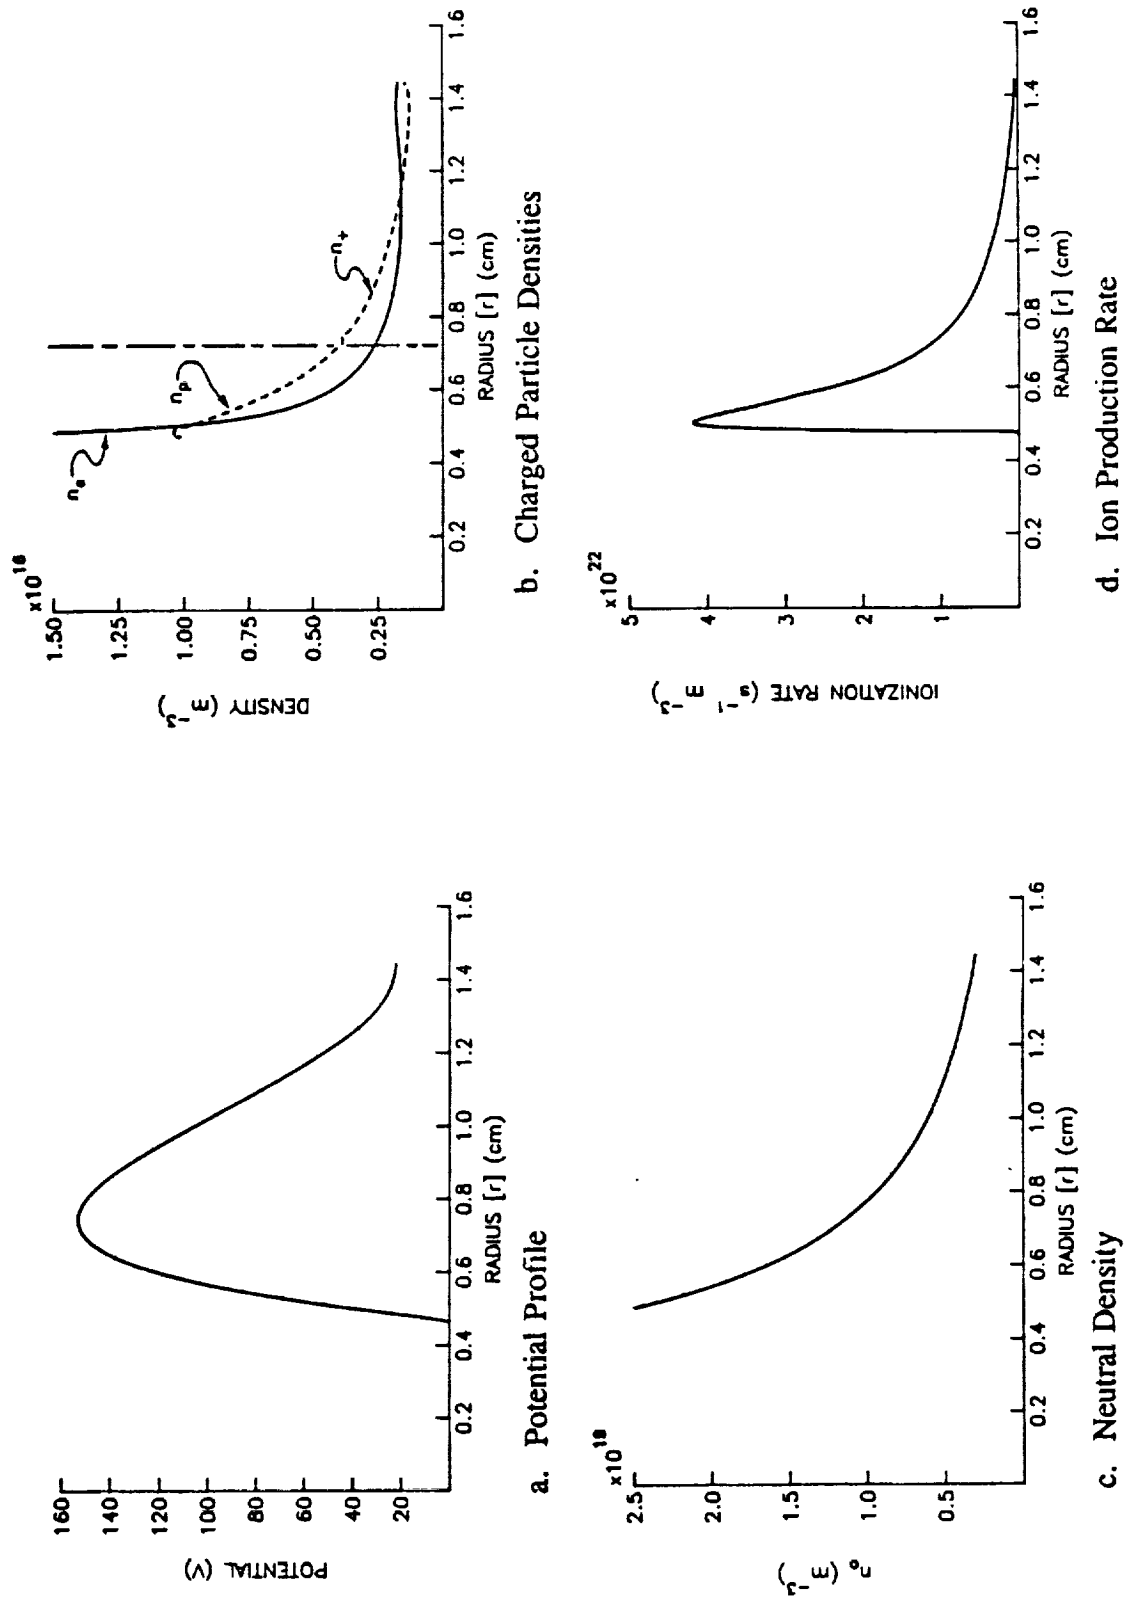 160
140
120
100
80
60
40
20
POTENTIAL (V)
0.2 0.4 0.6 0.8 1.0 1.2 1.4 1.6
RADIUS [r] (cm)
a. Potential Profile
x10^16
1.50
1.25
1.00
0.75
0.50
0.25
DENSITY (m^-3)
n_e
n_p
n_+
0.2 0.4 0.6 0.8 1.0 1.2 1.4 1.6
RADIUS [r] (cm)
b. Charged Particle Densities
x10^19
2.5
2.0
1.5
1.0
0.5
n_o (m^-3)
0.2 0.4 0.6 0.8 1.0 1.2 1.4 1.6
RADIUS [r] (cm)
c. Neutral Density
x10^22
5
4
3
2
1
IONIZATION RATE (s^-1 m^-3)
0.2 0.4 0.6 0.8 1.0 1.2 1.4 1.6
RADIUS [r] (cm)
d. Ion Production Rate